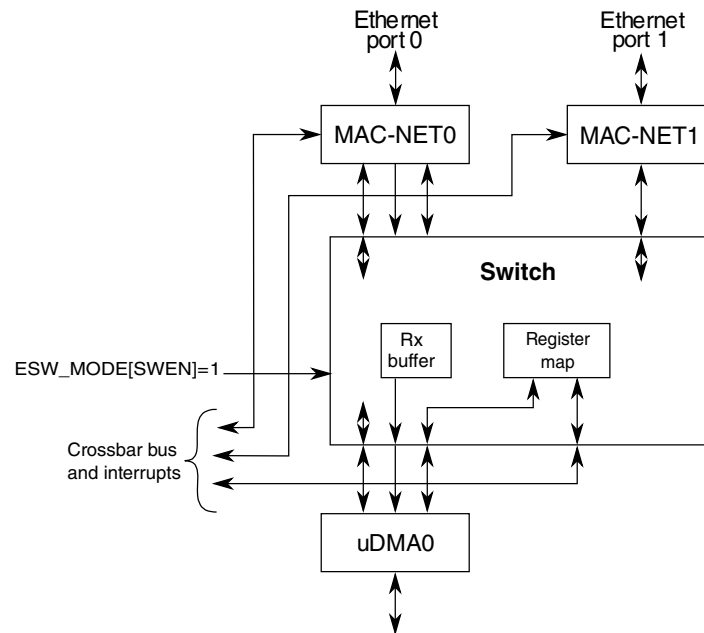 Ethernet
port 0
Ethernet
port 1
MAC-NET0
MAC-NET1
Switch
Rx
buffer
Register
map
ESW_MODE[SWEN]=1
Crossbar bus
and interrupts
uDMA0